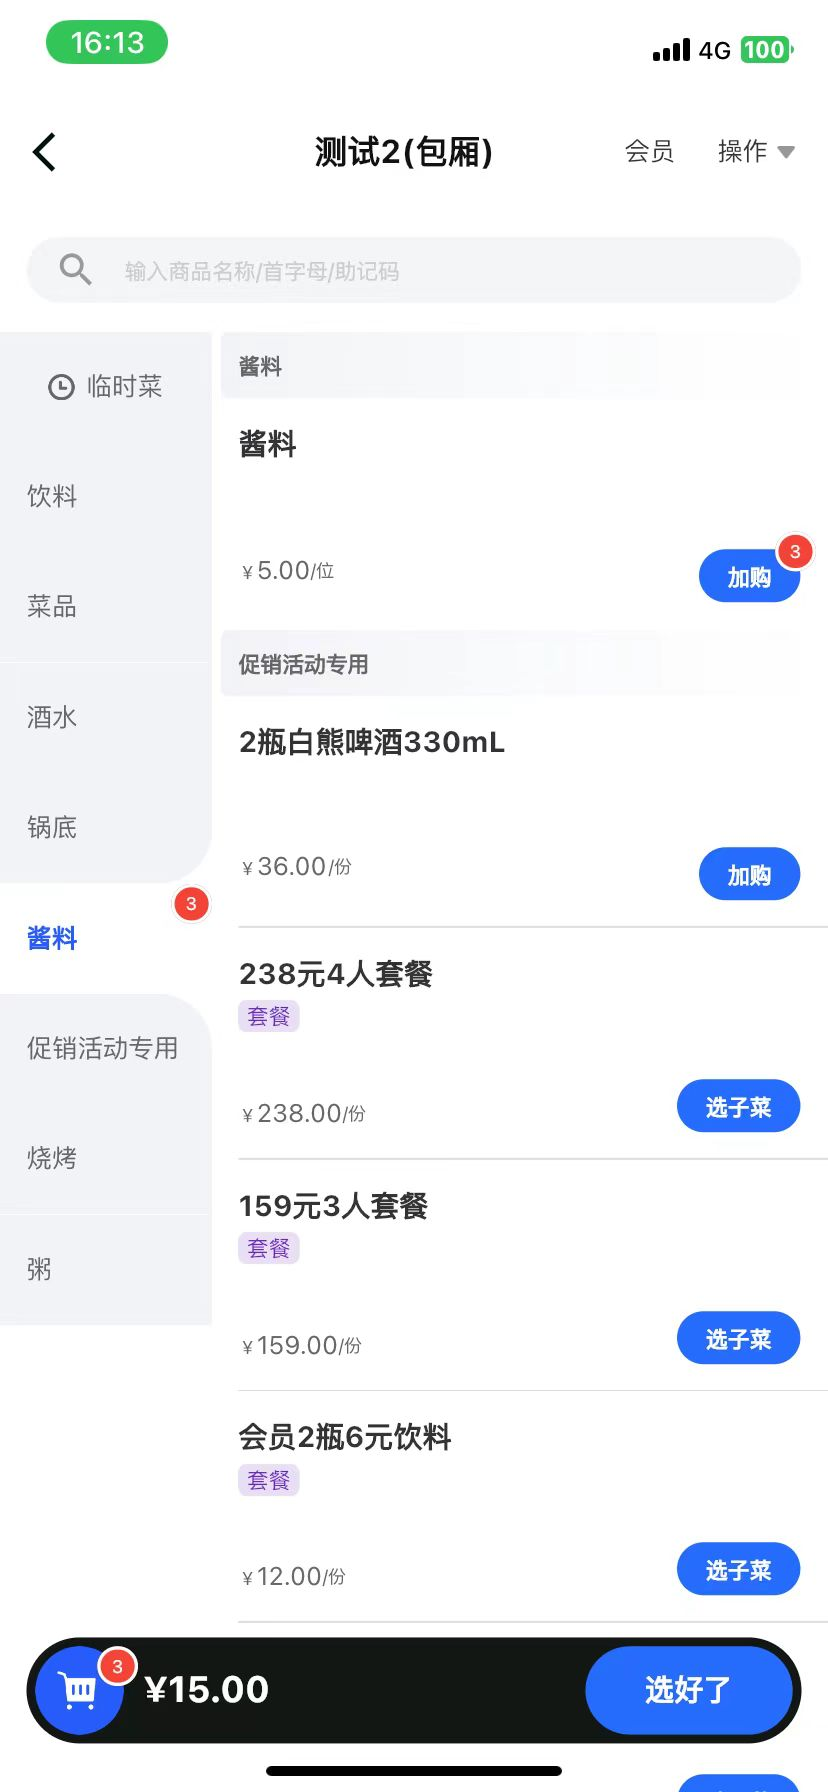 16:13
4G 100
测试2(包厢)
会员
操作
输入商品名称/首字母/助记码
临时菜
饮料
菜品
酒水
锅底
酱料
3
促销活动专用
烧烤
粥
酱料
酱料
¥5.00/位
加购
3
促销活动专用
2瓶白熊啤酒330mL
¥36.00/份
加购
238元4人套餐
套餐
¥238.00/份
选子菜
159元3人套餐
套餐
¥159.00/份
选子菜
会员2瓶6元饮料
套餐
¥12.00/份
选子菜
3
¥15.00
选好了